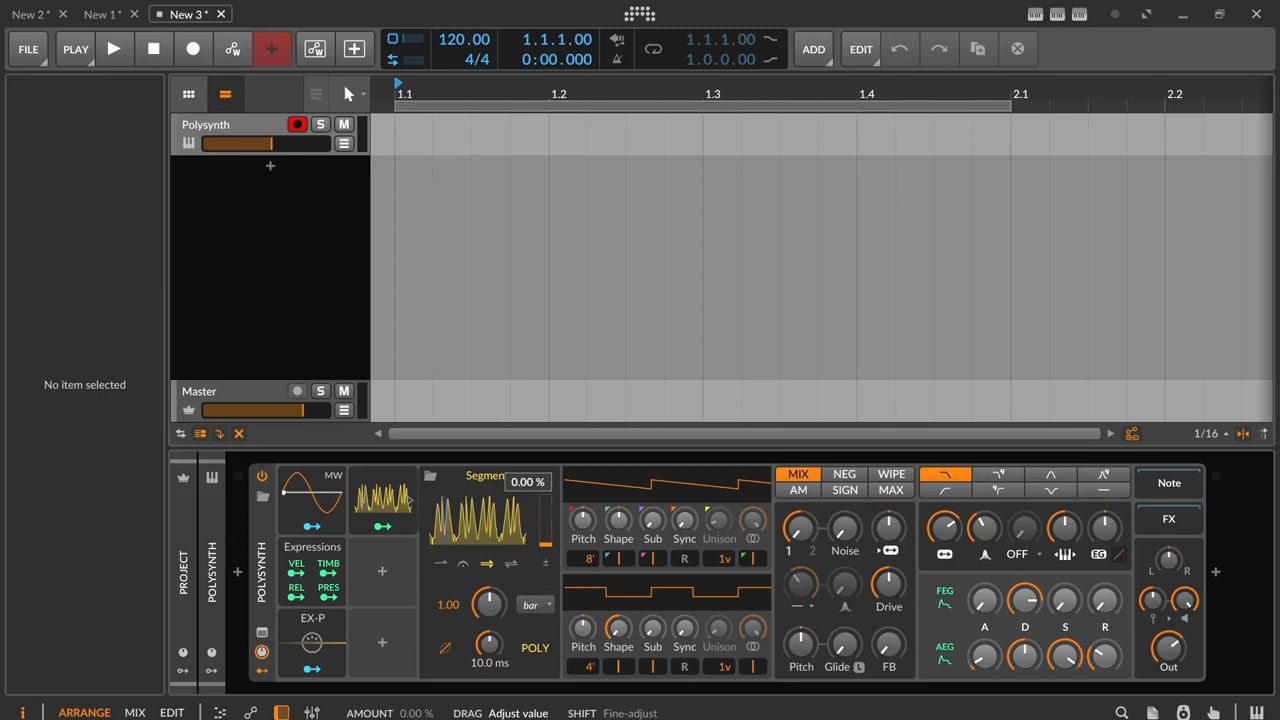 New 2 *
New 1 *
New 3 *
FILE
PLAY
120.00
4/4
1.1.1.00
0:00.000
1.1.1.00
1.0.0.00
ADD
EDIT
1.1
1.2
1.3
1.4
2.1
2.2
Polysynth
S
M
No item selected
Master
S
M
1/16
PROJECT
POLYSYNTH
POLYSYNTH
MW
Expressions
VEL
TIMB
REL
PRES
EX-P
Segmen
0.00 %
1.00
bar
10.0 ms
POLY
Pitch
Shape
Sub
Sync
Unison
8'
R
1v
Pitch
Shape
Sub
Sync
Unison
4'
R
1v
MIX
NEG
WIPE
AM
SIGN
MAX
1
2
Noise
Drive
Pitch
Glide
L
FB
OFF
EG
FEG
A
D
S
R
AEG
Note
FX
L
R
Out
i
ARRANGE
MIX
EDIT
AMOUNT 0.00 %
DRAG Adjust value
SHIFT Fine-adjust